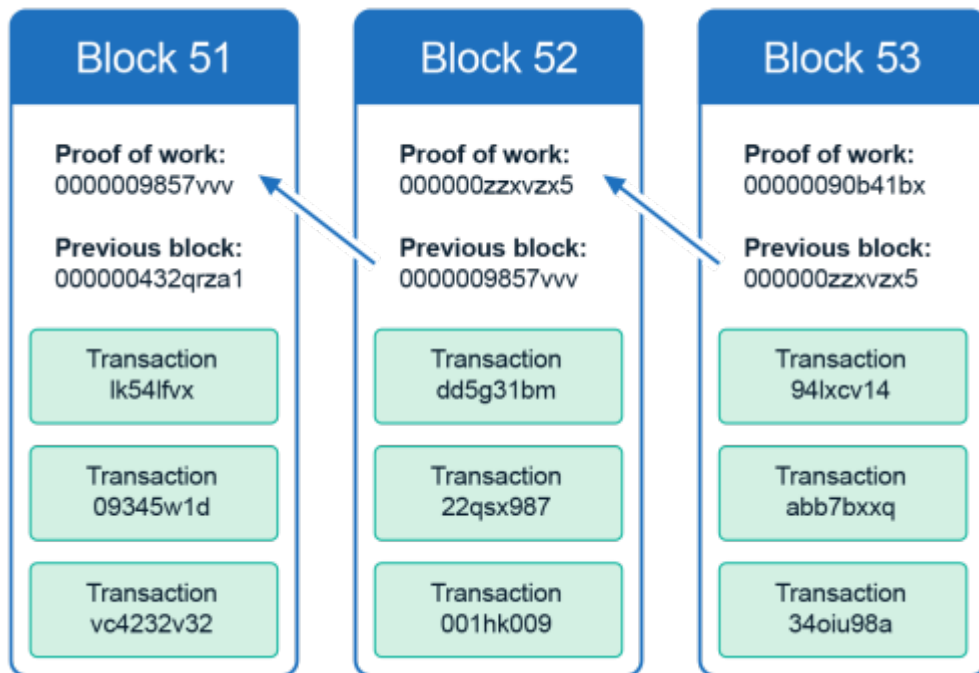 Block 51
Proof of work:
0000009857vvv
Previous block:
000000432qrza1
Transaction
lk54lfvx
Transaction
09345w1d
Transaction
vc4232v32
Block 52
Proof of work:
000000zzxvzx5
Previous block:
0000009857vvv
Transaction
dd5g31bm
Transaction
22qsx987
Transaction
001hk009
Block 53
Proof of work:
00000090b41bx
Previous block:
000000zzxvzx5
Transaction
94lxcv14
Transaction
abb7bxxq
Transaction
34oiu98a